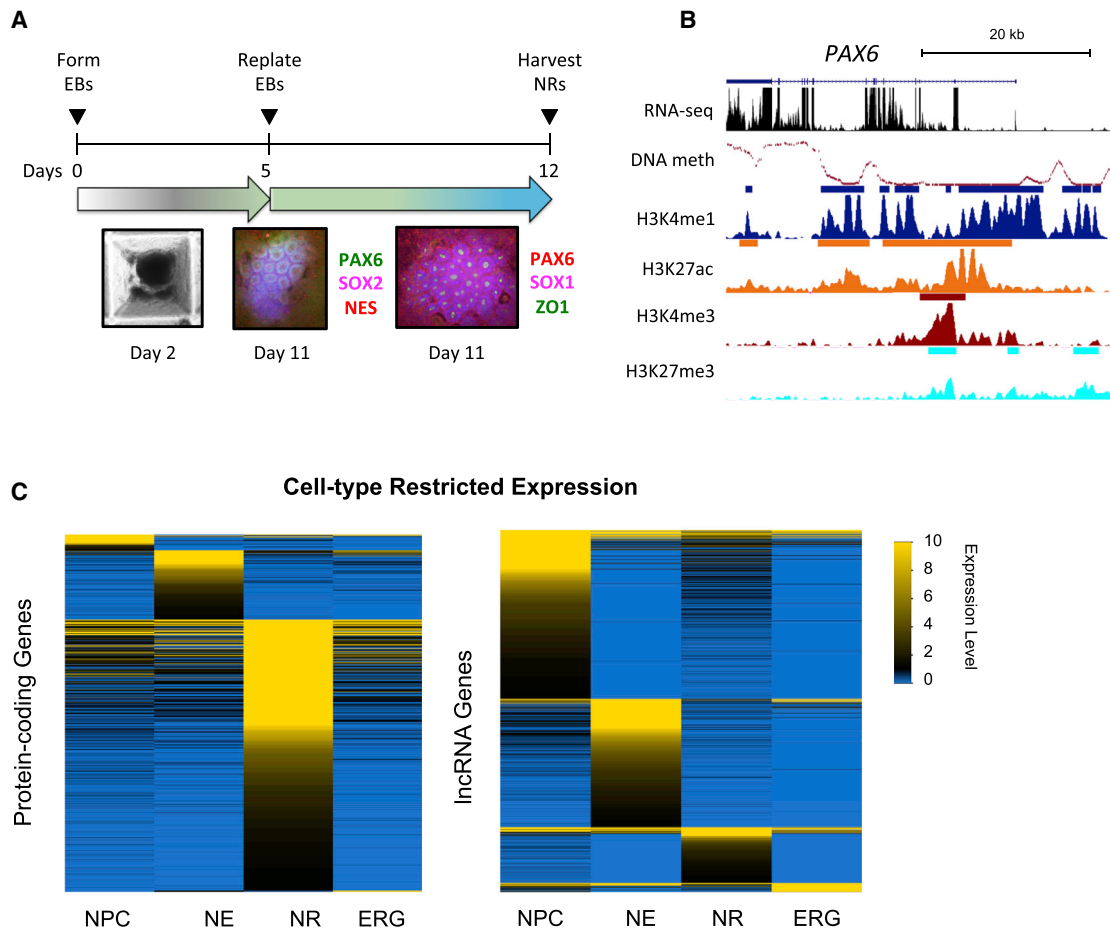 A
Form
EBs
Replate
EBs
Harvest
NRs
Days 0 5 12
PAX6
SOX2
NES
PAX6
SOX1
ZO1
Day 2
Day 11
Day 11
B
20 kb
PAX6
RNA-seq
DNA meth
H3K4me1
H3K27ac
H3K4me3
H3K27me3
C
Cell-type Restricted Expression
Protein-coding Genes
NPC NE NR ERG
lncRNA Genes
NPC NE NR ERG
10
8
6
4
2
0
Expression Level